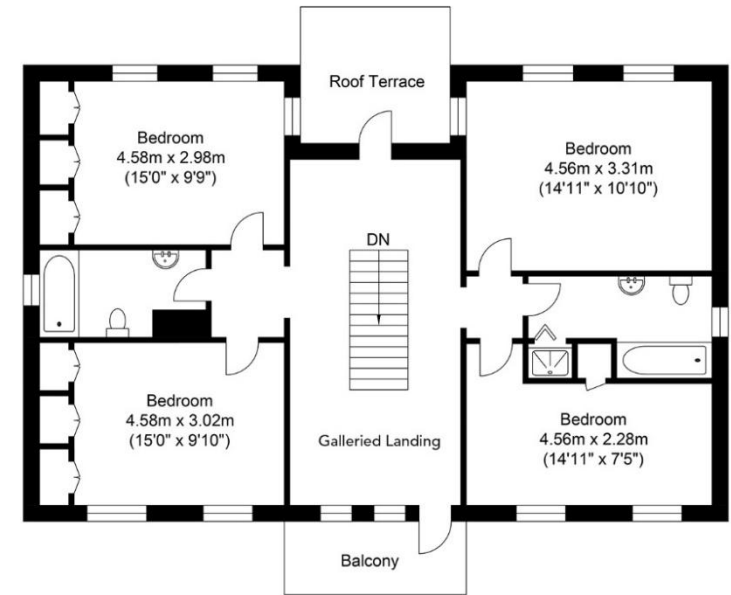 Roof Terrace
Bedroom
4.58m x 2.98m
(15'0" x 9'9")
Bedroom
4.56m x 3.31m
(14'11" x 10'10")
DN
Bedroom
4.58m x 3.02m
(15'0" x 9'10")
Galleried Landing
Bedroom
4.56m x 2.28m
(14'11" x 7'5")
Balcony